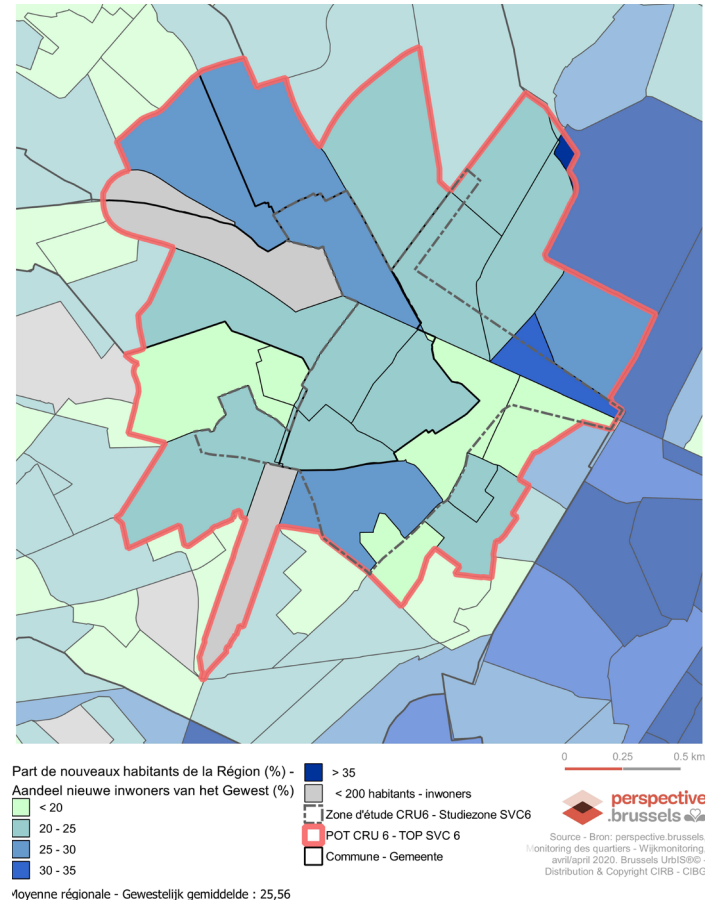 Part de nouveaux habitants de la Région (%) -
Aandeel nieuwe inwoners van het Gewest (%)
< 20
20 - 25
25 - 30
30 - 35
> 35
< 200 habitants - inwoners
Zone d'étude CRU6 - Studiezone SVC6
POT CRU 6 - TOP SVC 6
Commune - Gemeente
Moyenne régionale - Gewestelijk gemiddelde : 25,56
0 0.25 0.5 km
perspective
.brussels
Source - Bron: perspective.brussels,
Monitoring des quartiers - Wijkmonitoring,
avril/april 2020. Brussels UrbIS®© -
Distribution & Copyright CIRB - CIBG